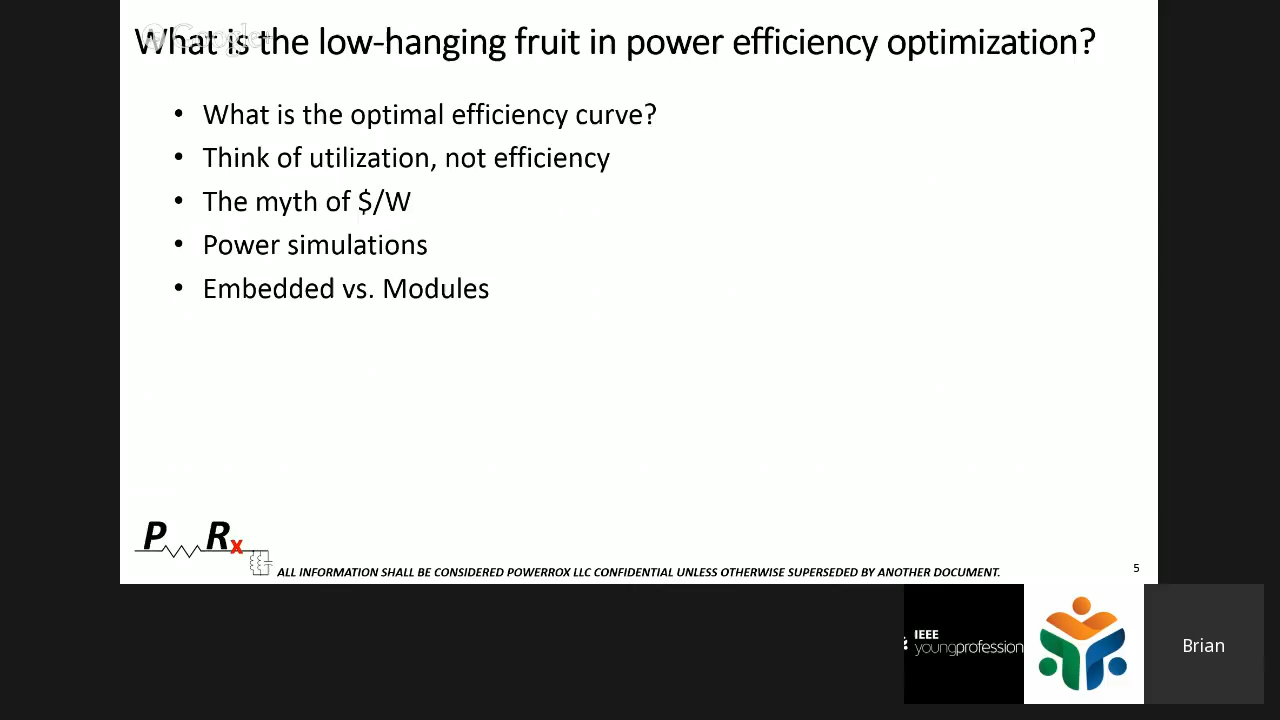 Google+
What is the low-hanging fruit in power efficiency optimization?
• What is the optimal efficiency curve?
• Think of utilization, not efficiency
• The myth of $/W
• Power simulations
• Embedded vs. Modules
P Rx
ALL INFORMATION SHALL BE CONSIDERED POWERROX LLC CONFIDENTIAL UNLESS OTHERWISE SUPERSEDED BY ANOTHER DOCUMENT.
5
IEEE
youngprofession
Brian